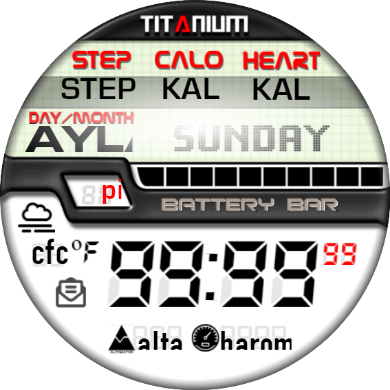 TITANIUM
STEP CALO HEART
STEP KAL KAL
DAY/MONTH
AYL SUNDAY
pi
BATTERY BAR
cfc°F 99:99 99
alta harom